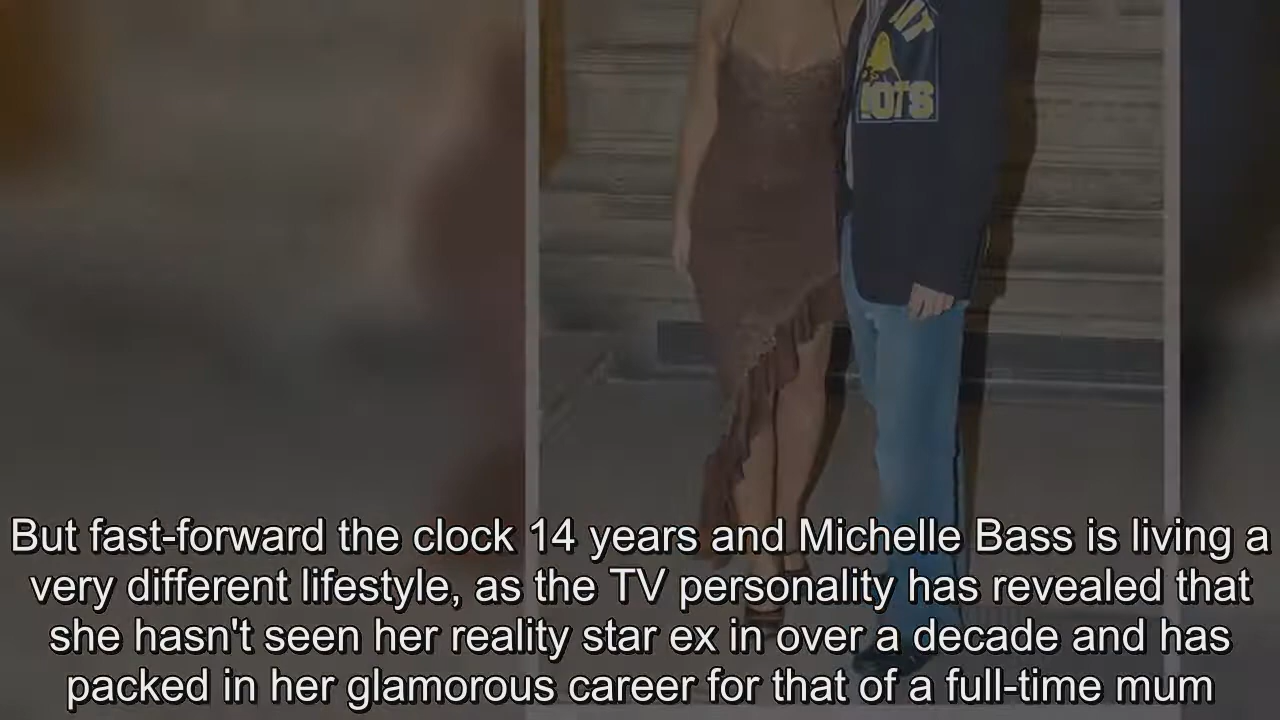 NT
IOTS
But fast-forward the clock 14 years and Michelle Bass is living a
very different lifestyle, as the TV personality has revealed that
she hasn't seen her reality star ex in over a decade and has
packed in her glamorous career for that of a full-time mum